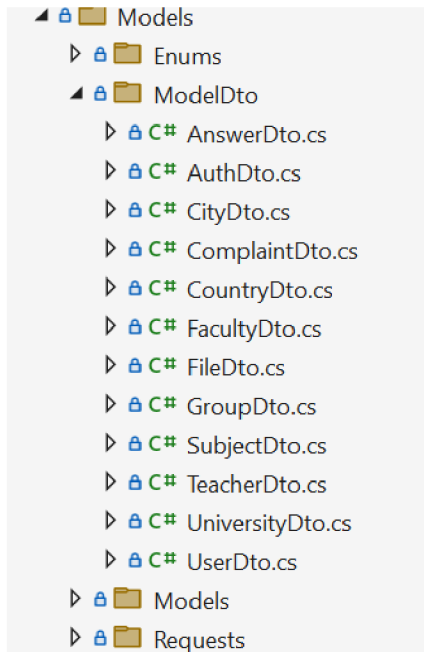 Models
Enums
ModelDto
C# AnswerDto.cs
C# AuthDto.cs
C# CityDto.cs
C# ComplaintDto.cs
C# CountryDto.cs
C# FacultyDto.cs
C# FileDto.cs
C# GroupDto.cs
C# SubjectDto.cs
C# TeacherDto.cs
C# UniversityDto.cs
C# UserDto.cs
Models
Requests